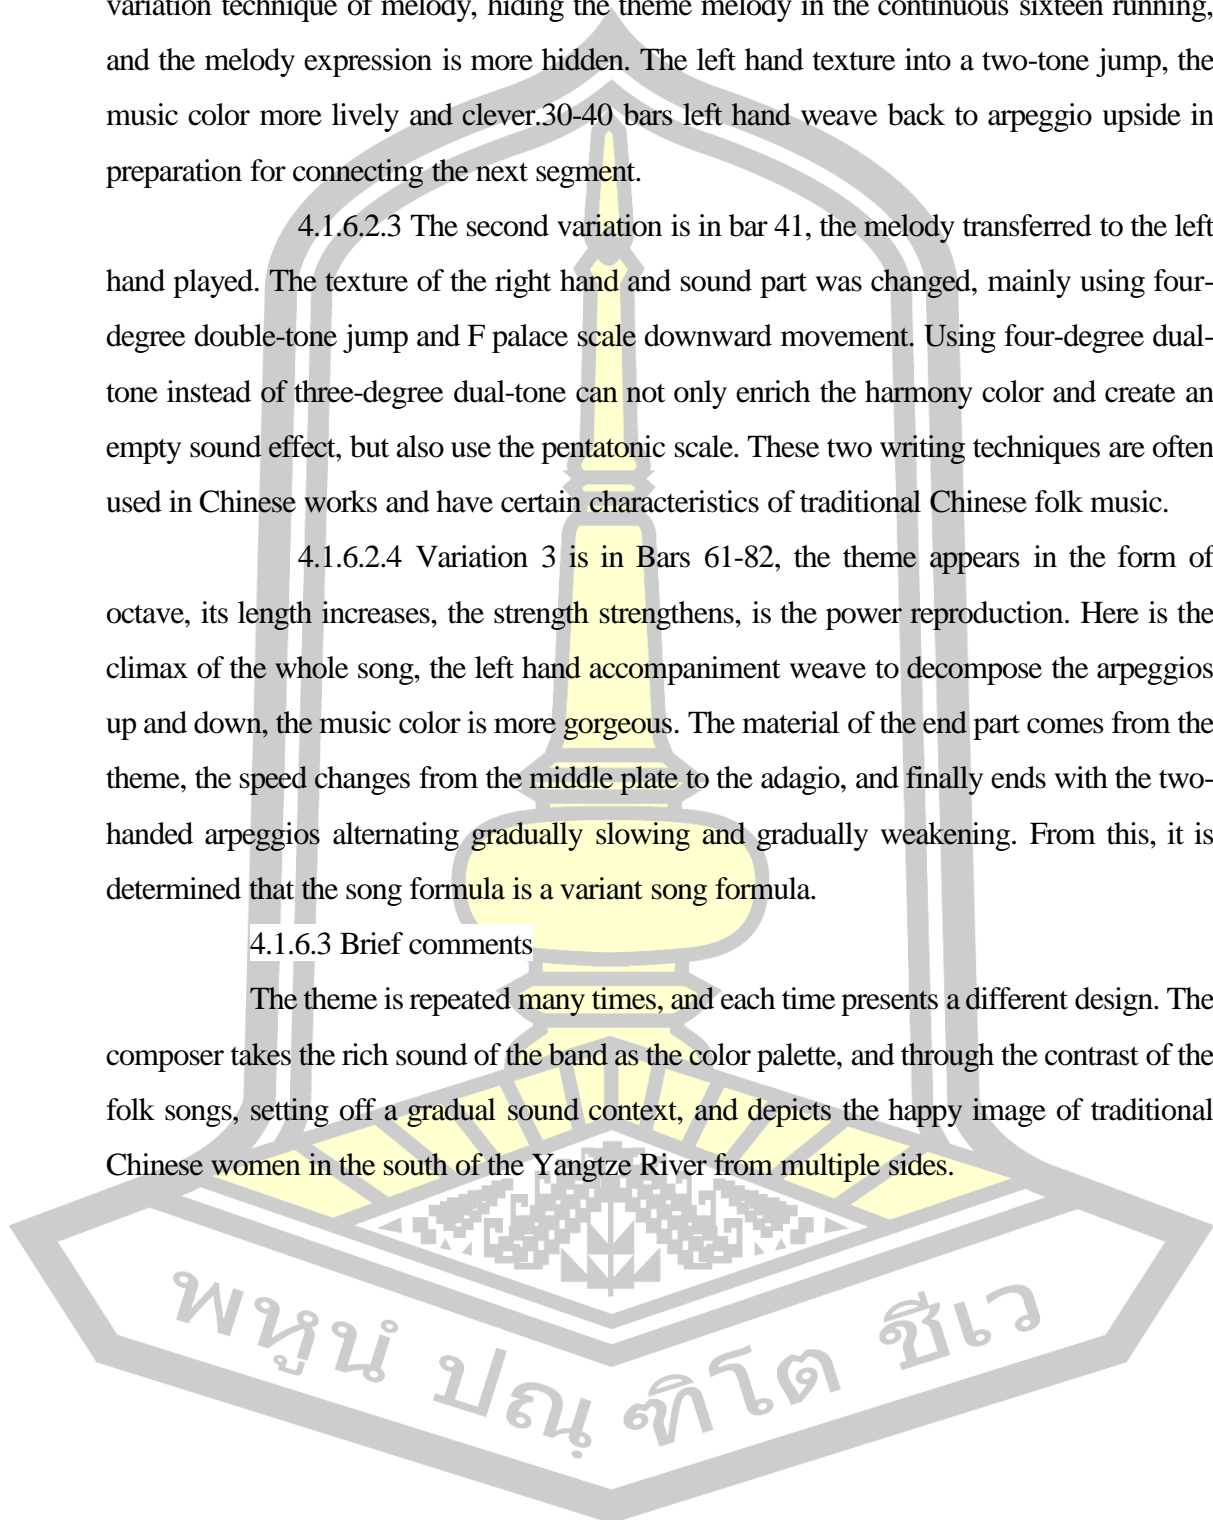 variation technique of melody, hiding the theme melody in the continuous sixteen running,
and the melody expression is more hidden. The left hand texture into a two-tone jump, the
music color more lively and clever.30-40 bars left hand weave back to arpeggio upside in
preparation for connecting the next segment.
4.1.6.2.3 The second variation is in bar 41, the melody transferred to the left
hand played. The texture of the right hand and sound part was changed, mainly using four-
degree double-tone jump and F palace scale downward movement. Using four-degree dual-
tone instead of three-degree dual-tone can not only enrich the harmony color and create an
empty sound effect, but also use the pentatonic scale. These two writing techniques are often
used in Chinese works and have certain characteristics of traditional Chinese folk music.
4.1.6.2.4 Variation 3 is in Bars 61-82, the theme appears in the form of
octave, its length increases, the strength strengthens, is the power reproduction. Here is the
climax of the whole song, the left hand accompaniment weave to decompose the arpeggios
up and down, the music color is more gorgeous. The material of the end part comes from the
theme, the speed changes from the middle plate to the adagio, and finally ends with the two-
handed arpeggios alternating gradually slowing and gradually weakening. From this, it is
determined that the song formula is a variant song formula.
4.1.6.3 Brief comments
The theme is repeated many times, and each time presents a different design. The
composer takes the rich sound of the band as the color palette, and through the contrast of the
folk songs, setting off a gradual sound context, and depicts the happy image of traditional
Chinese women in the south of the Yangtze River from multiple sides.
พหูนํ ปณฺฑิโต ชีเว